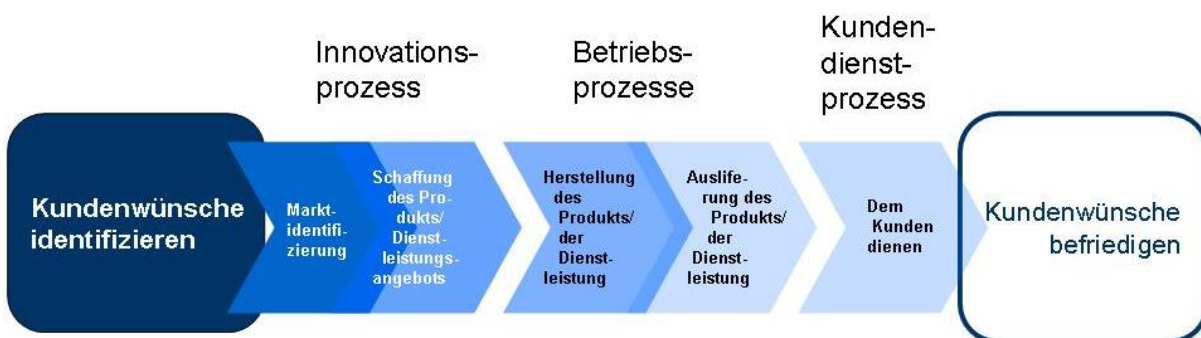 Innovations-
prozess
Betriebs-
prozesse
Kunden-
dienst-
prozess
Kundenwünsche
identifizieren
Markt-
identifi-
zierung
Schaffung
des Pro-
dukts/
Dienst-
leistungs-
angebots
Herstellung
des
Produkts/
der
Dienst-
leistung
Ausliefe-
rung des
Produkts/
der
Dienst-
leistung
Dem
Kunden
dienen
Kundenwünsche
befriedigen